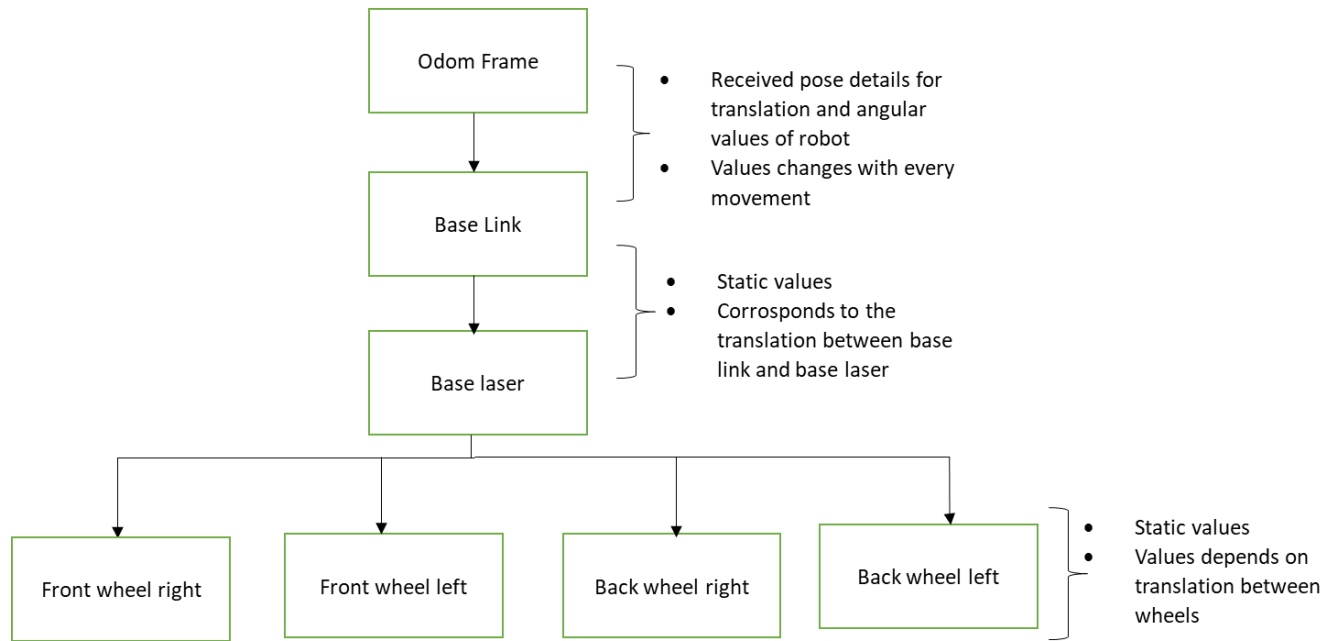 Odom Frame
• Received pose details for
translation and angular
values of robot
• Values changes with every
movement
Base Link
• Static values
• Corrosponds to the
translation between base
link and base laser
Base laser
Front wheel right
Front wheel left
Back wheel right
Back wheel left
• Static values
• Values depends on
translation between
wheels